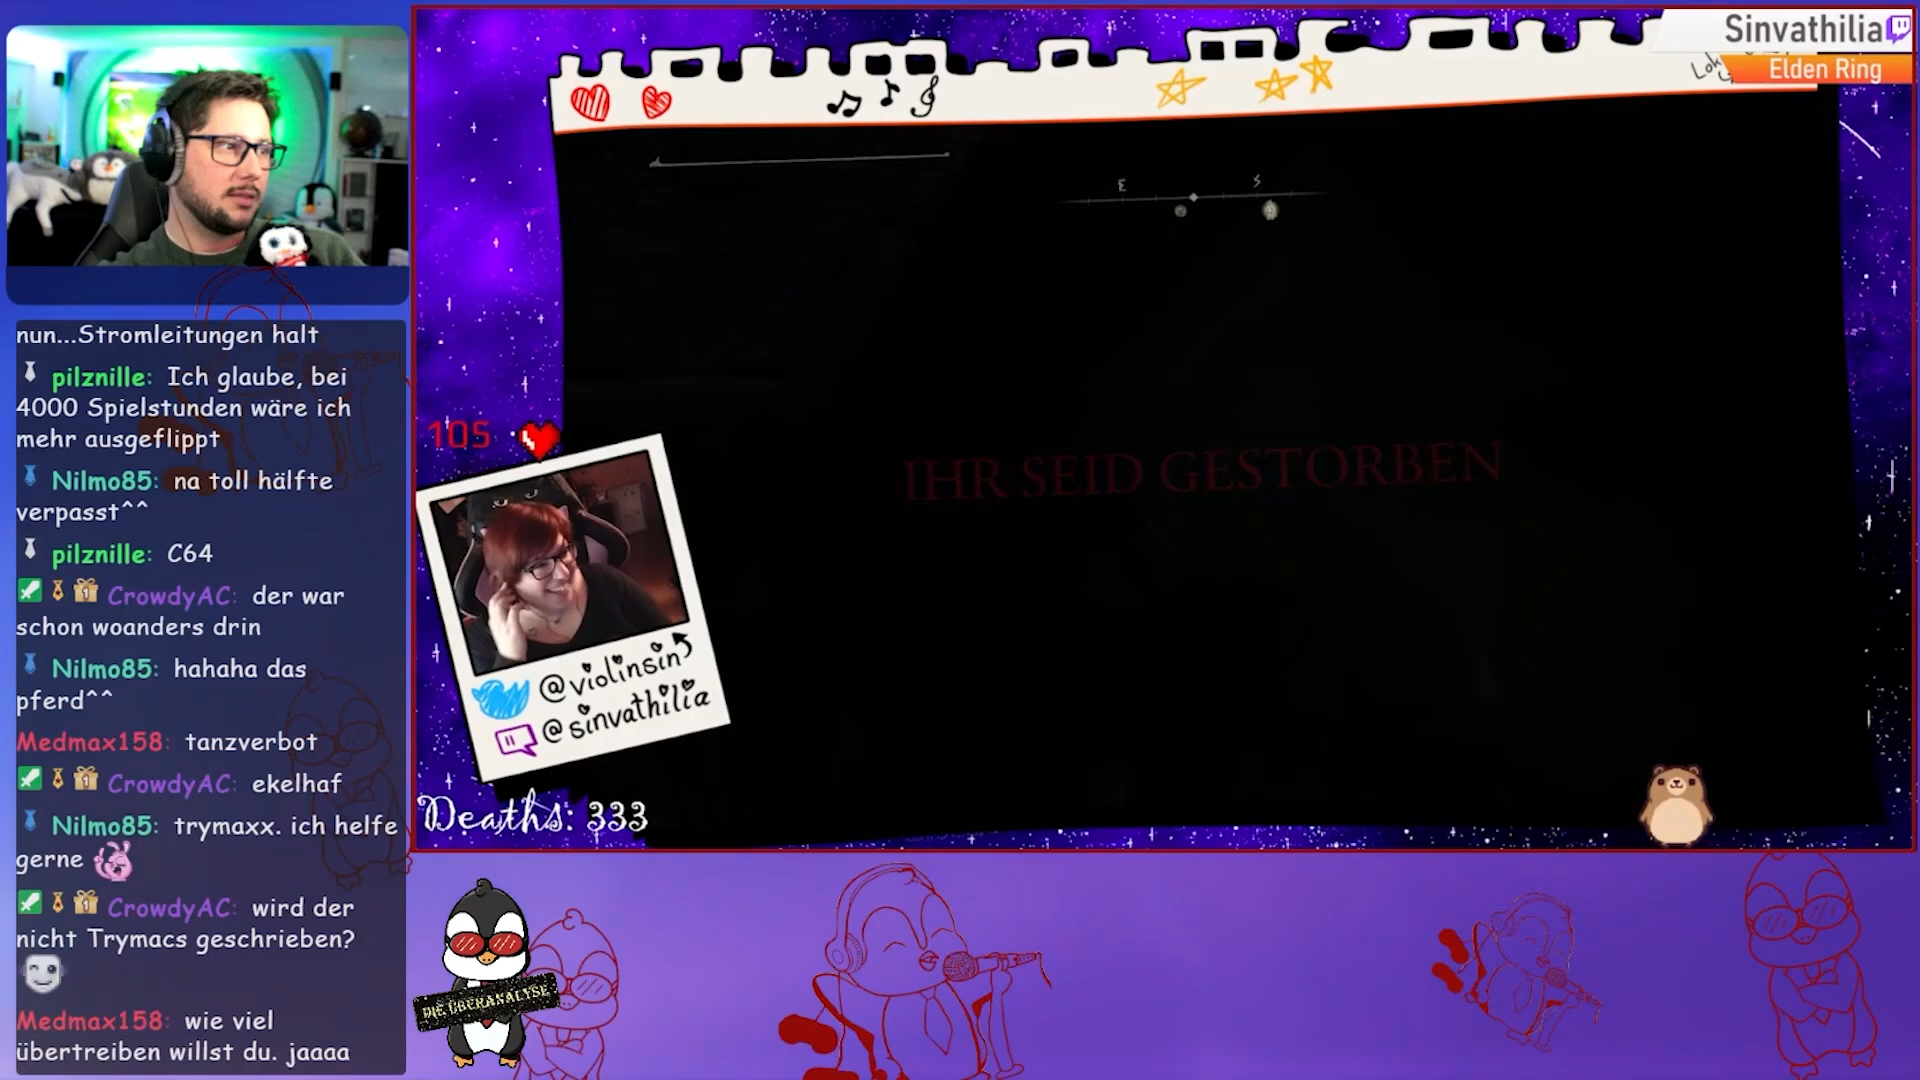 nun...Stromleitungen halt
pilznille: Ich glaube, bei
4000 Spielstunden wäre ich
mehr ausgeflippt
Nilmo85: na toll hälfte
verpasst^^
pilznille: C64
CrowdyAC: der war
schon woanders drin
Nilmo85: hahaha das
pferd^^
Medmax158: tanzverbot
CrowdyAC: ekelhaf
Nilmo85: trymaxx. ich helfe
gerne
CrowdyAC: wird der
nicht Trymacs geschrieben?
Medmax158: wie viel
übertreiben willst du. jaaaa
Sinvathilia
Elden Ring
E
S
105
IHR SEID GESTORBEN
@violinsin
@sinvathilia
Deaths: 333
DIE ÜBERANALYSE